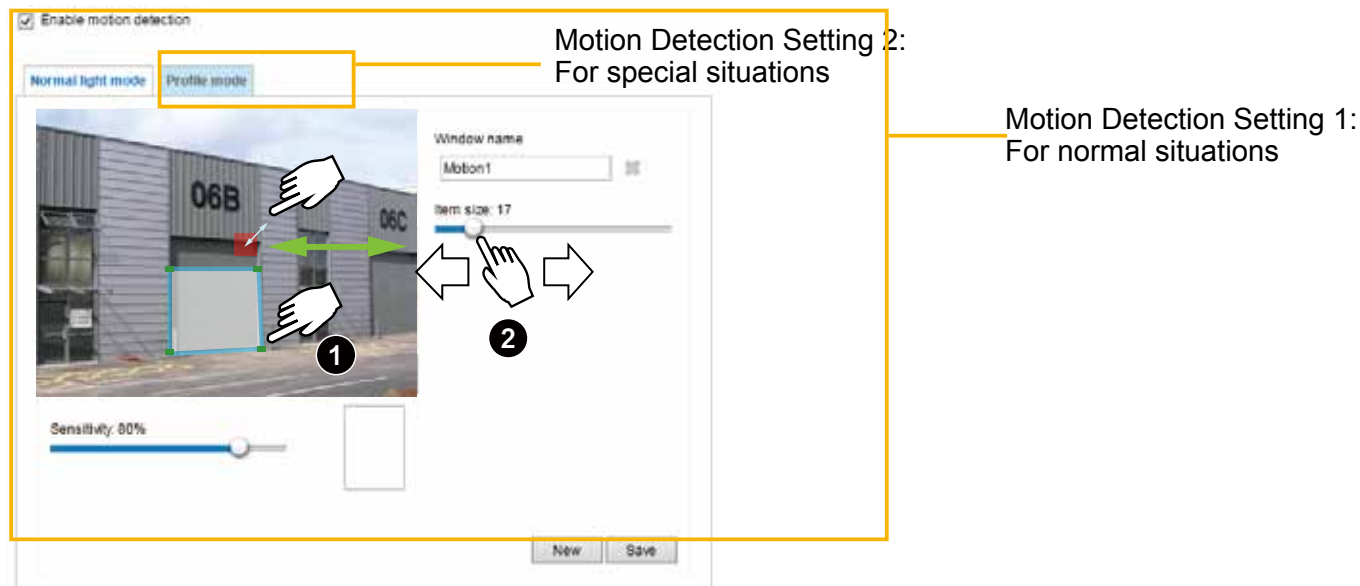 Enable motion detection
Motion Detection Setting 2:
For special situations
Normal light mode
Profile mode
Motion Detection Setting 1:
For normal situations
Window name
Motion1
06B
06C
Item size: 17
1
2
Sensitivity: 80%
New
Save